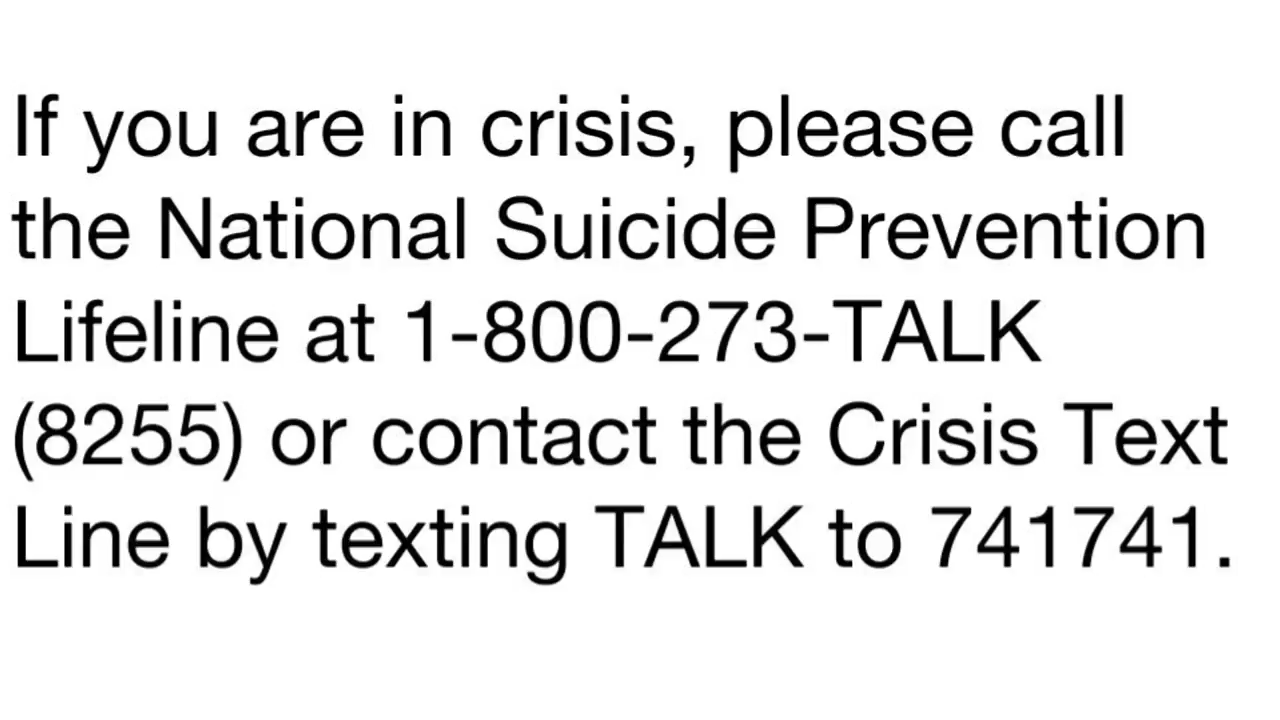 If you are in crisis, please call
the National Suicide Prevention
Lifeline at 1-800-273-TALK
(8255) or contact the Crisis Text
Line by texting TALK to 741741.